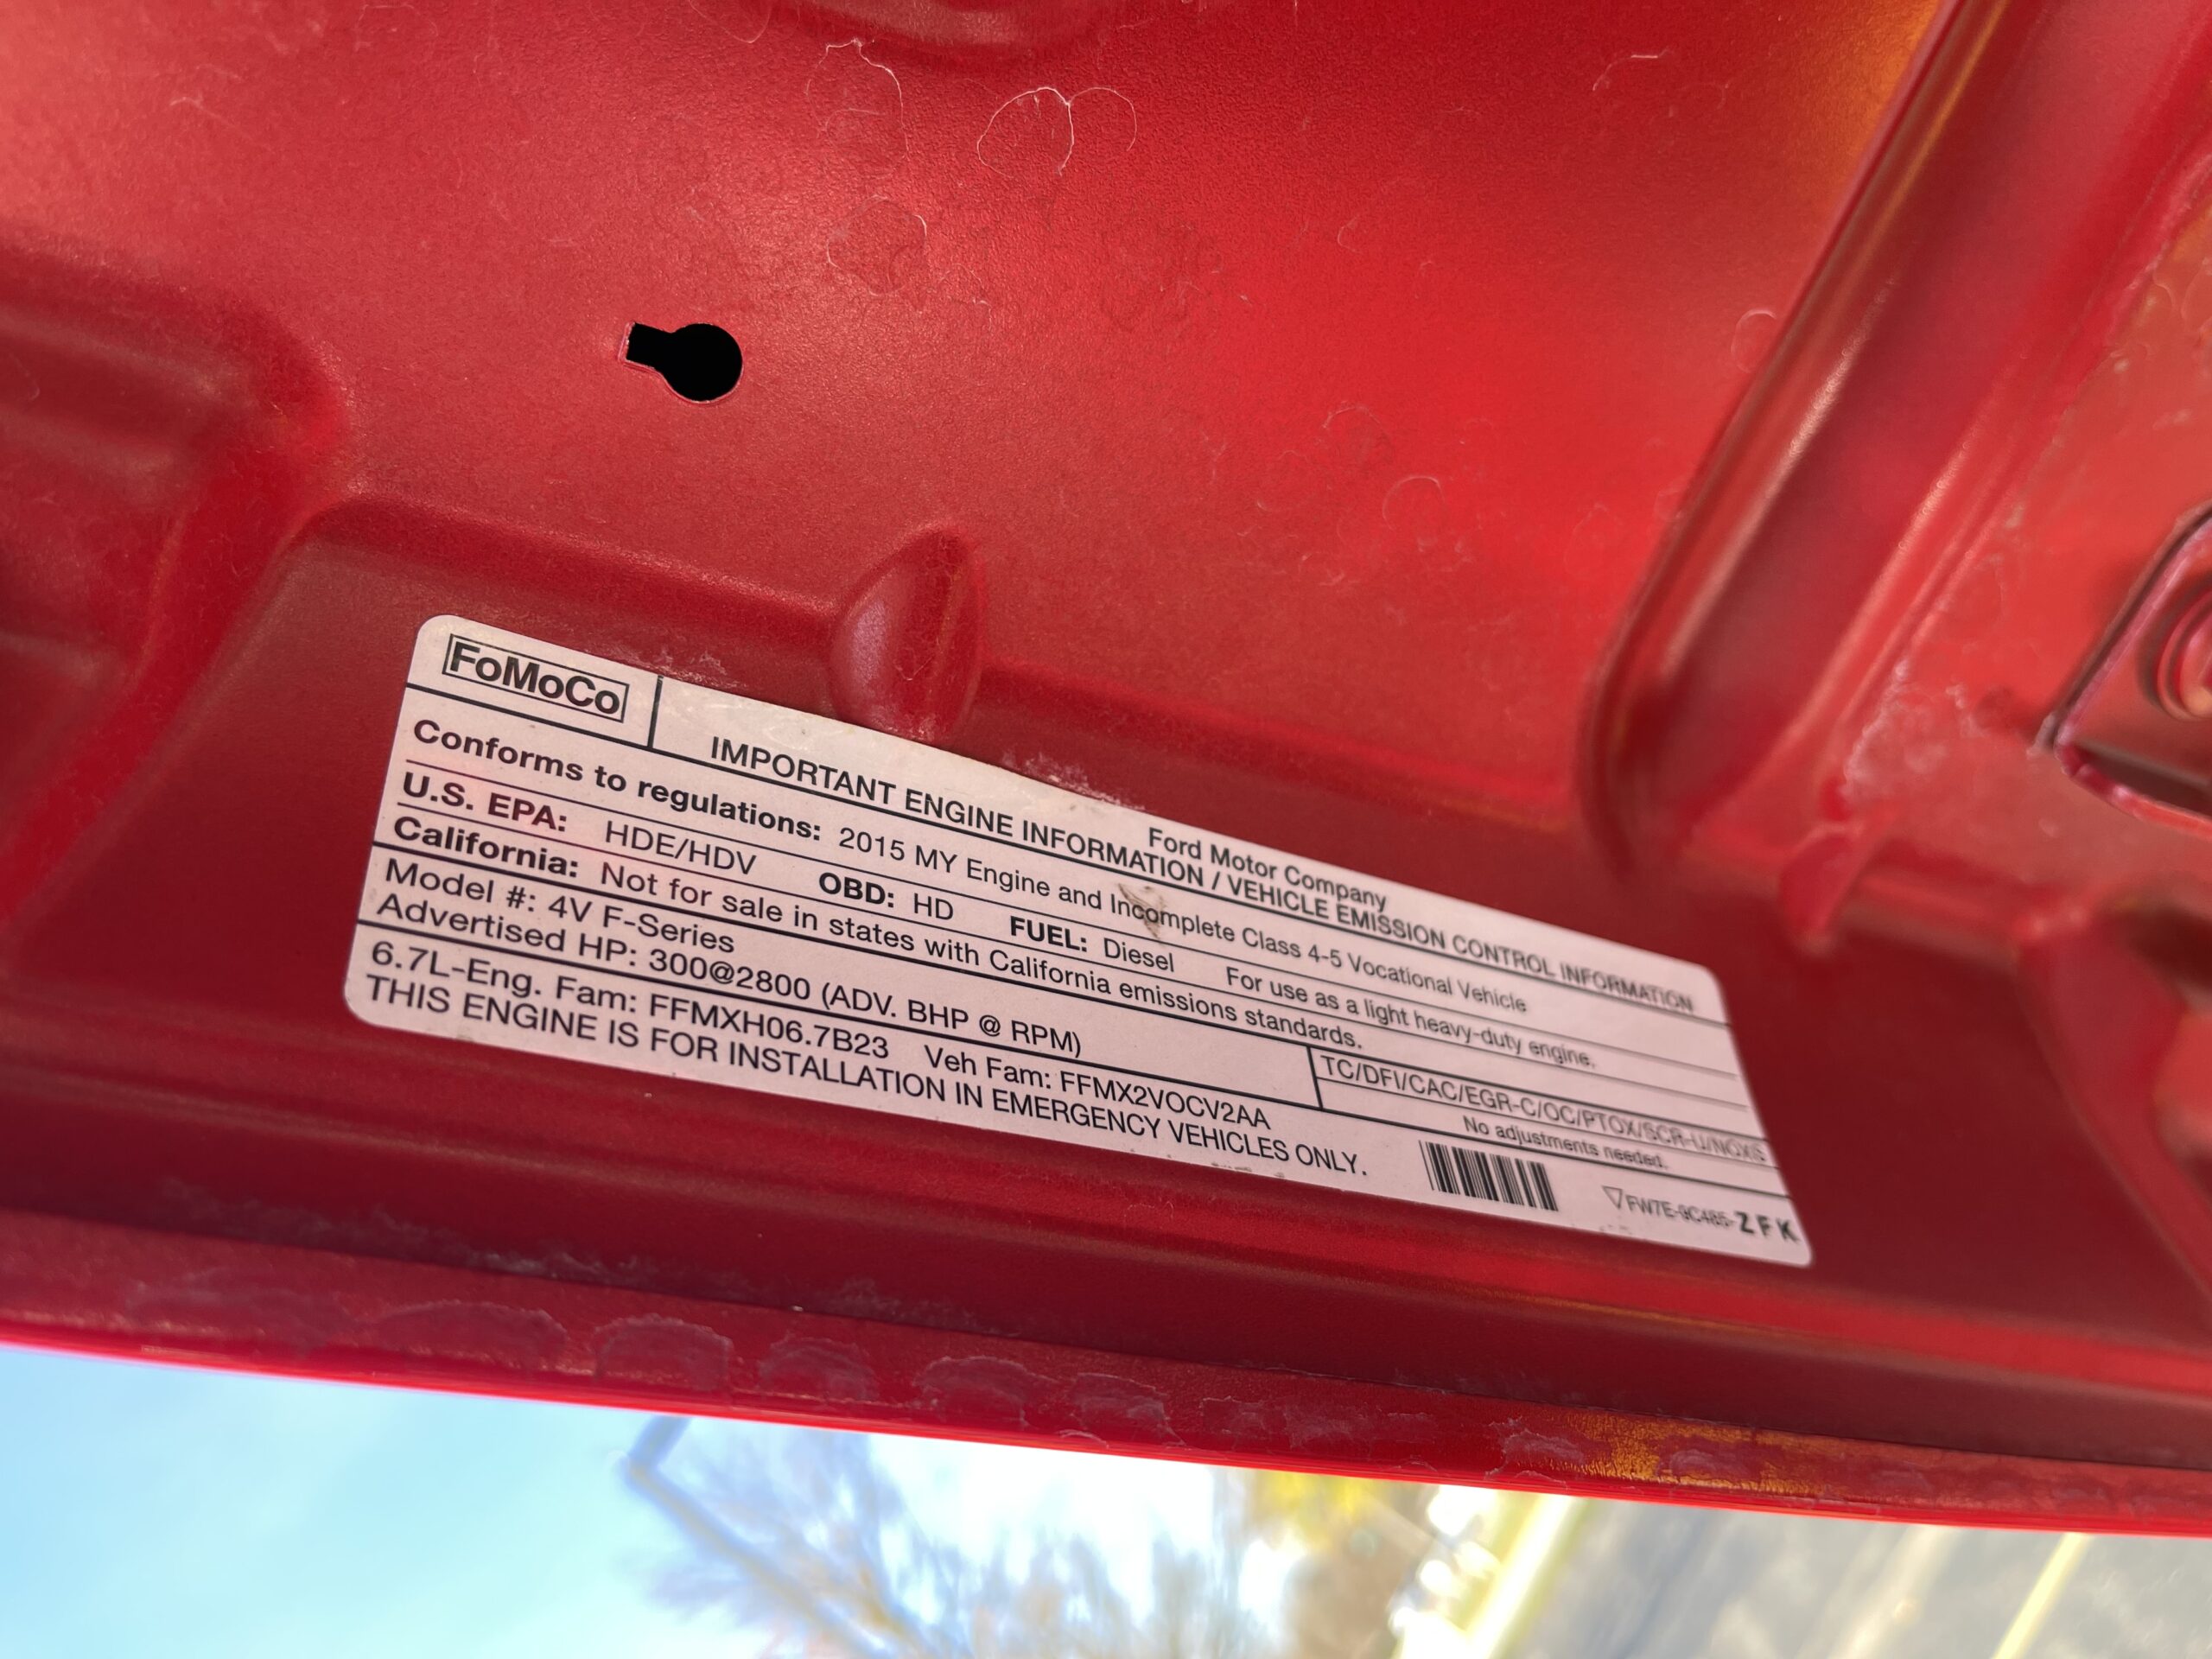 FoMoCo
Ford Motor Company
IMPORTANT ENGINE INFORMATION / VEHICLE EMISSION CONTROL INFORMATION
Conforms to regulations: 2015 MY Engine and Incomplete Class 4-5 Vocational Vehicle
U.S. EPA: HDE/HDV OBD: HD FUEL: Diesel For use as a light heavy-duty engine.
California: Not for sale in states with California emissions standards.
Model #: 4V F-Series
Advertised HP: 300@2800 (ADV. BHP @ RPM)
TC/DFI/CAC/EGR-C/OC/PTOX/SCR-U/NOXS
No adjustments needed.
6.7L-Eng. Fam: FFMXH06.7B23 Veh Fam: FFMX2VOCV2AA
THIS ENGINE IS FOR INSTALLATION IN EMERGENCY VEHICLES ONLY.
FW7E-9C485-ZFK